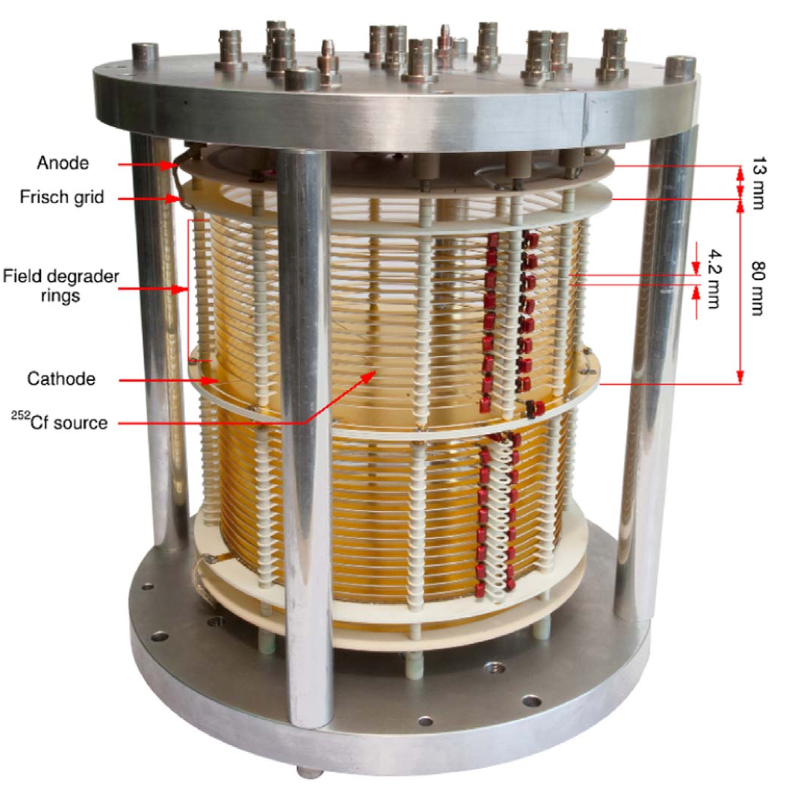 Anode
Frisch grid
Field degrader
rings
Cathode
²⁵²Cf source
13 mm
4.2 mm
80 mm